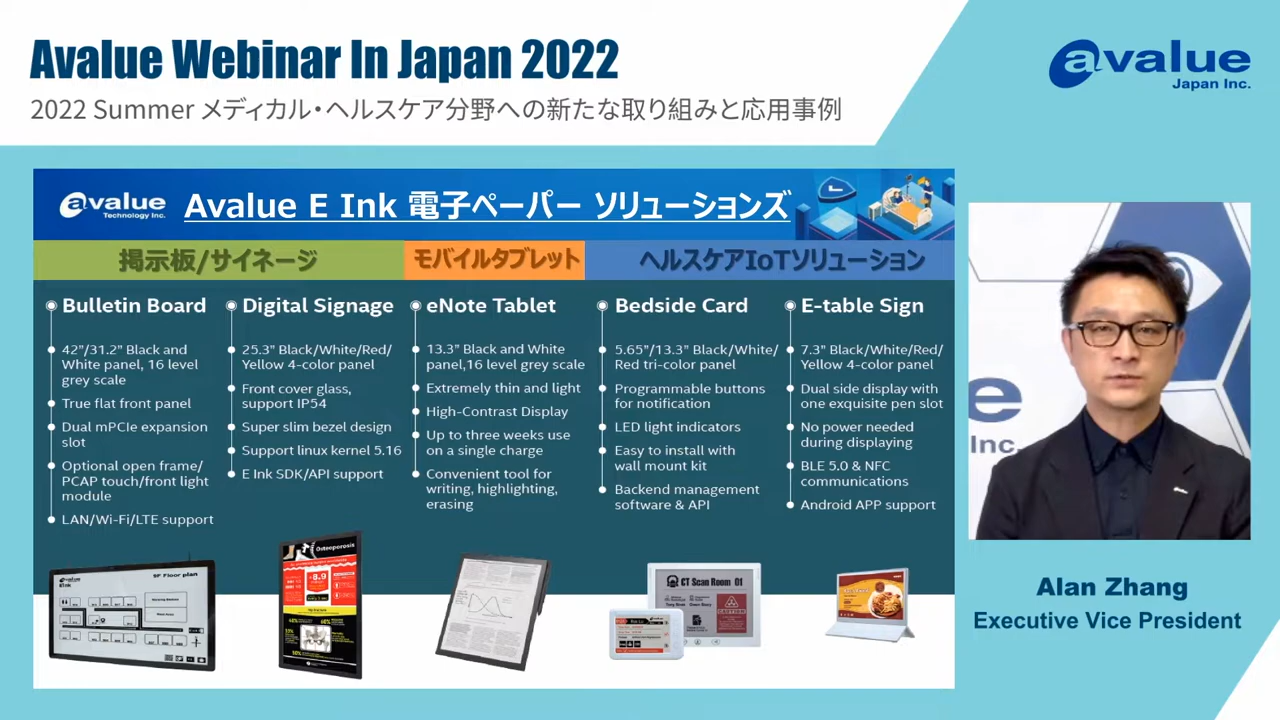 Avalue Webinar In Japan 2022
2022 Summer メディカル・ヘルスケア分野への新たな取り組みと応用事例
avalue
Japan Inc.
avalue
Technology Inc.
Avalue E Ink 電子ペーパー ソリューションズ
掲示板/サイネージ
モバイルタブレット
ヘルスケアIoTソリューション
Bulletin Board
42”/31.2” Black and
White panel, 16 level
grey scale
True flat front panel
Dual mPCIe expansion
slot
Optional open frame/
PCAP touch/front light
module
LAN/Wi-Fi/LTE support
Digital Signage
25.3” Black/White/Red/
Yellow 4-color panel
Front cover glass,
support IP54
Super slim bezel design
Support linux kernel 5.16
E Ink SDK/API support
eNote Tablet
13.3” Black and White
panel,16 level grey scale
Extremely thin and light
High-Contrast Display
Up to three weeks use
on a single charge
Convenient tool for
writing, highlighting,
erasing
Bedside Card
5.65”/13.3” Black/White/
Red tri-color panel
Programmable buttons
for notification
LED light indicators
Easy to install with
wall mount kit
Backend management
software & API
E-table Sign
7.3” Black/White/Red/
Yellow 4-color panel
Dual side display with
one exquisite pen slot
No power needed
during displaying
BLE 5.0 & NFC
communications
Android APP support
avalue
E Ink
9F Floor plan
Osteoporosis
8.9
CT Scan Room 01
CAUTION
e
Inc.
Alan Zhang
Executive Vice President